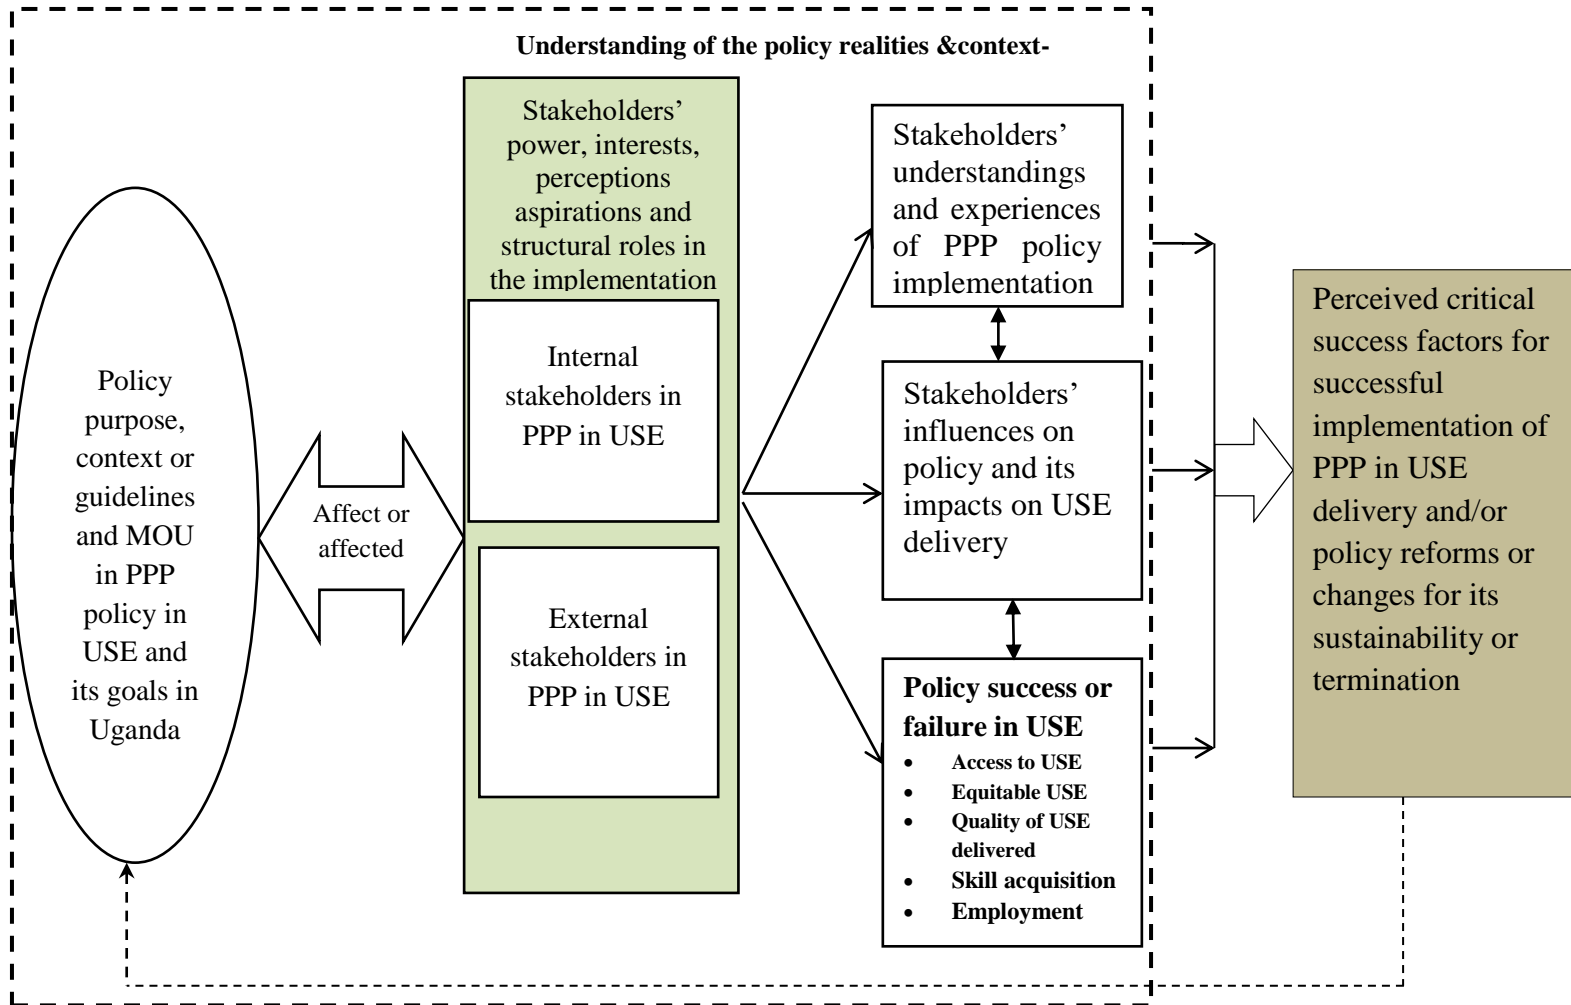 Understanding of the policy realities &context-
Policy
purpose,
context or
guidelines
and MOU
in PPP
policy in
USE and
its goals in
Uganda
Affect or
affected
Stakeholders’
power, interests,
perceptions
aspirations and
structural roles in
the implementation
Internal
stakeholders in
PPP in USE
External
stakeholders in
PPP in USE
Stakeholders’
understandings
and experiences
of PPP policy
implementation
Stakeholders’
influences on
policy and its
impacts on USE
delivery
Policy success or
failure in USE
• Access to USE
• Equitable USE
• Quality of USE
delivered
• Skill acquisition
• Employment
Perceived critical
success factors for
successful
implementation of
PPP in USE
delivery and/or
policy reforms or
changes for its
sustainability or
termination